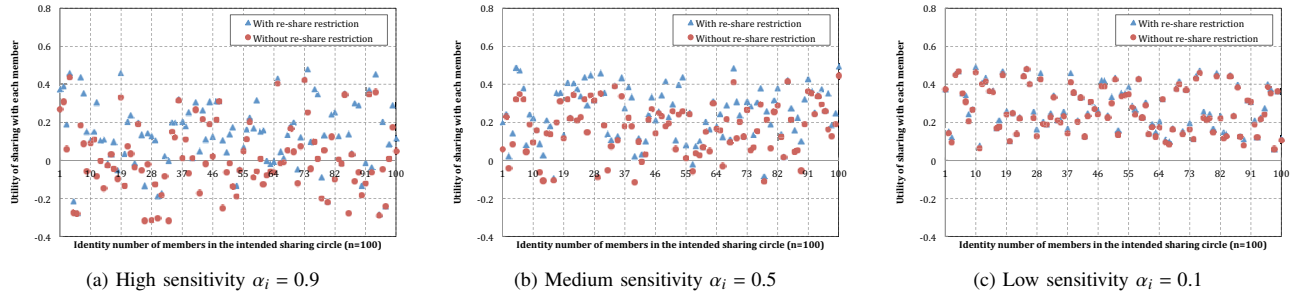 0.8
0.6
0.4
0.2
0
-0.2
-0.4
Utility of sharing with each member
With re-share restriction
Without re-share restriction
1 10 19 28 37 46 55 64 73 82 91 100
Identity number of members in the intended sharing circle (n=100)
(a) High sensitivity αᵢ = 0.9
0.8
0.6
0.4
0.2
0
-0.2
-0.4
Utility of sharing with each member
With re-share restriction
Without re-share restriction
1 10 19 28 37 46 55 64 73 82 91 100
Identity number of members in the intended sharing circle (n=100)
(b) Medium sensitivity αᵢ = 0.5
0.8
0.6
0.4
0.2
0
-0.2
-0.4
Utility of sharing with each member
With re-share restriction
Without re-share restriction
1 10 19 28 37 46 55 64 73 82 91 100
Identity number of members in the intended sharing circle (n=100)
(c) Low sensitivity αᵢ = 0.1